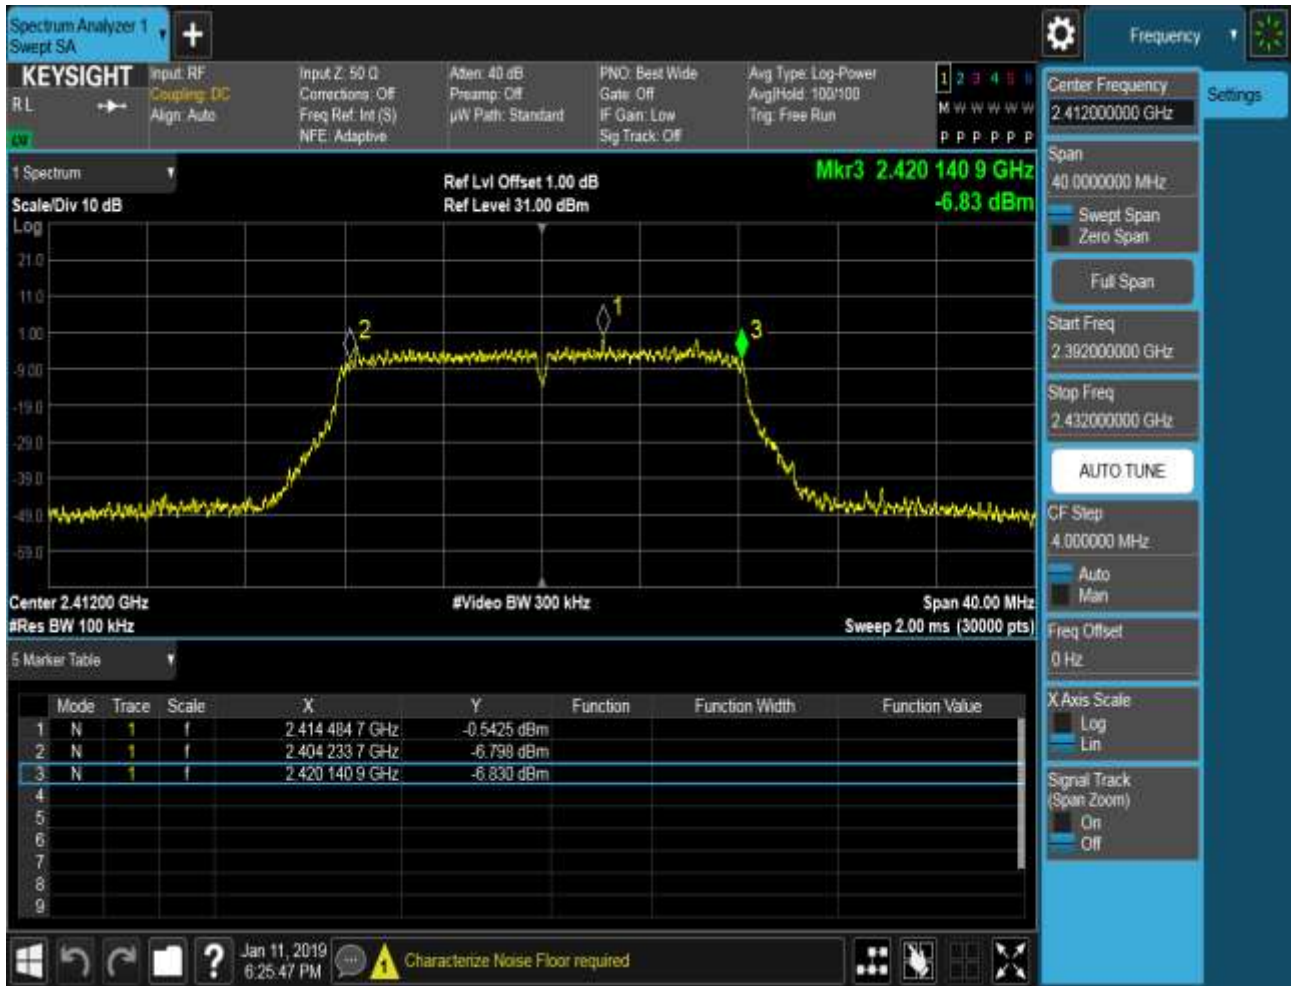 Spectrum Analyzer 1
Swept SA
Frequency
KEYSIGHT
RL
Input: RF
Coupling: DC
Align: Auto
Input Z: 50 Ω
Corrections: Off
Freq Ref: Int (S)
NFE: Adaptive
Atten: 40 dB
Preamp: Off
µW Path: Standard
PNO: Best Wide
Gate: Off
IF Gain: Low
Sig Track: Off
Avg Type: Log-Power
Avg|Hold: 100/100
Trig: Free Run
1 2 3 4 5 6
M W W W W W
P P P P P P
Center Frequency
2.412000000 GHz
Settings
1 Spectrum
Scale/Div 10 dB
Ref Lvl Offset 1.00 dB
Ref Level 31.00 dBm
Mkr3 2.420 140 9 GHz
-6.83 dBm
Log
21.0
11.0
1.00
-9.00
-19.0
-29.0
-39.0
-49.0
-59.0
1
2
3
Center 2.41200 GHz
#Res BW 100 kHz
#Video BW 300 kHz
Span 40.00 MHz
Sweep 2.00 ms (30000 pts)
Span
40.0000000 MHz
Swept Span
Zero Span
Full Span
Start Freq
2.392000000 GHz
Stop Freq
2.432000000 GHz
AUTO TUNE
CF Step
4.000000 MHz
Auto
Man
Freq Offset
0 Hz
X Axis Scale
Log
Lin
Signal Track
(Span Zoom)
On
Off
5 Marker Table
Mode Trace Scale X Y Function Function Width Function Value
1 N 1 f 2.414 484 7 GHz -0.5425 dBm
2 N 1 f 2.404 233 7 GHz -6.798 dBm
3 N 1 f 2.420 140 9 GHz -6.830 dBm
4
5
6
7
8
9
?
Jan 11, 2019
6:25:47 PM
1
Characterize Noise Floor required